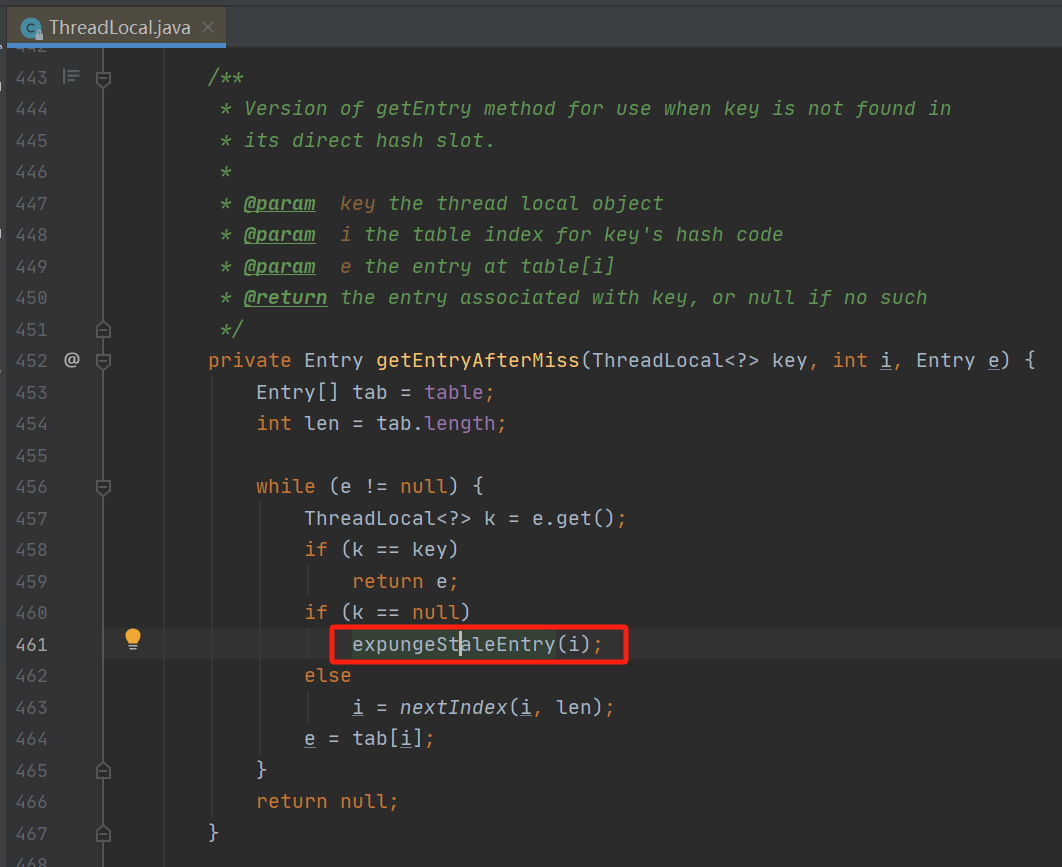 ThreadLocal.java
442
443 /**
444 * Version of getEntry method for use when key is not found in
445 * its direct hash slot.
446 *
447 * @param  key the thread local object
448 * @param  i the table index for key's hash code
449 * @param  e the entry at table[i]
450 * @return the entry associated with key, or null if no such
451 */
452 @ private Entry getEntryAfterMiss(ThreadLocal<?> key, int i, Entry e) {
453 Entry[] tab = table;
454 int len = tab.length;
455
456 while (e != null) {
457 ThreadLocal<?> k = e.get();
458 if (k == key)
459 return e;
460 if (k == null)
461 expungeStaleEntry(i);
462 else
463 i = nextIndex(i, len);
464 e = tab[i];
465 }
466 return null;
467 }
468